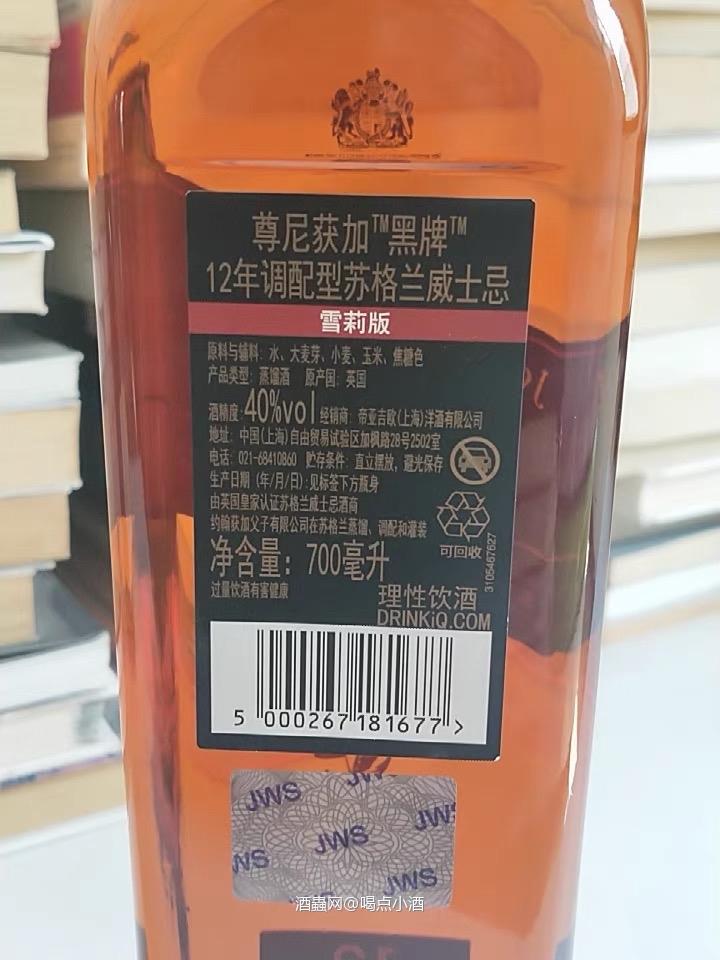 尊尼获加™黑牌™
12年调配型苏格兰威士忌
雪莉版
原料与辅料: 水、大麦芽、小麦、玉米、焦糖色
产品类型: 蒸馏酒 原产国: 英国
酒精度: 40%vol 经销商: 帝亚吉欧(上海)洋酒有限公司
地址: 中国(上海)自由贸易试验区加枫路28号2502室
电话: 021-68410860 贮存条件: 直立摆放, 避光保存
生产日期 (年/月/日): 见标签下方瓶身
由英国皇家认证苏格兰威士忌酒商
约翰获加父子有限公司在苏格兰蒸馏、调配和灌装
可回收
3105467627
净含量: 700毫升
过量饮酒有害健康
理性饮酒
DRINKiQ.COM
5 000267 181677 >
JWS
JWS
JWS
JW
WS
JWS
酒蟲网@喝点小酒
12